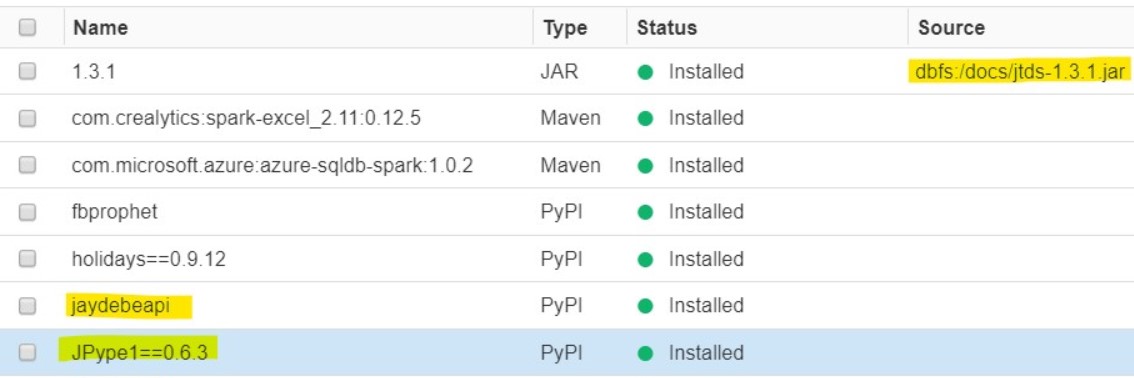 Name Type Status Source
1.3.1 JAR Installed dbfs:/docs/jtds-1.3.1.jar
com.crealytics:spark-excel_2.11:0.12.5 Maven Installed
com.microsoft.azure:azure-sqldb-spark:1.0.2 Maven Installed
fbprophet PyPI Installed
holidays==0.9.12 PyPI Installed
jaydebeapi PyPI Installed
JPype1==0.6.3 PyPI Installed